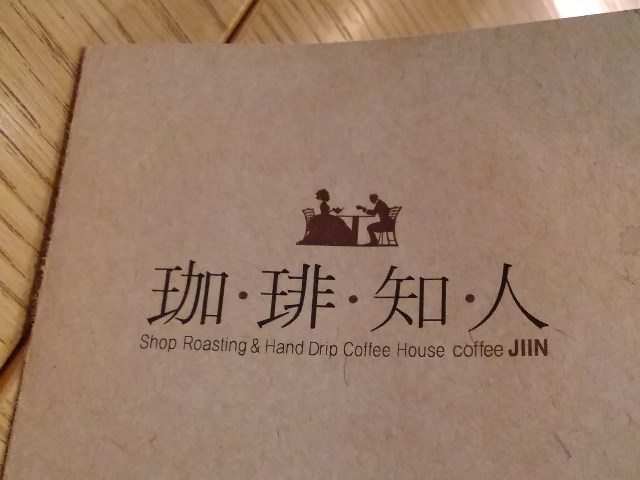 珈·琲·知·人
Shop Roasting & Hand Drip Coffee House coffee JIIN